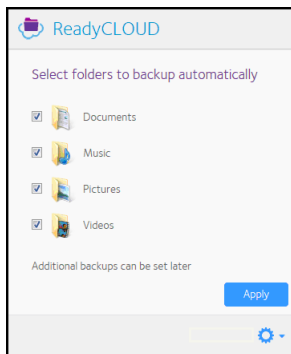 ReadyCLOUD
Select folders to backup automatically
Documents
Music
Pictures
Videos
Additional backups can be set later
Apply